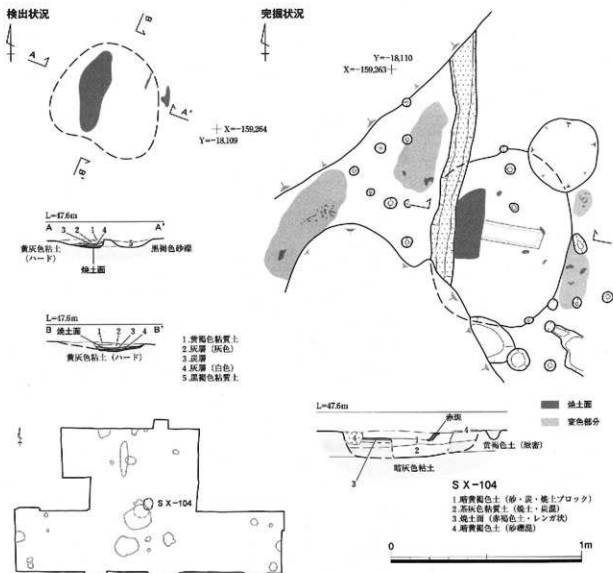 検出状況
B
A
A'
B'
X=-159,264
Y=-18,109
L=47.6m
A
3 2 1 4
A'
5
黄灰色粘土
(ハード)
黒褐色砂礫
焼土面
L=47.6m
B
焼土面
1 2 3 4
B'
黄灰色粘土(ハード)
1.黄褐色粘質土
2.灰層(灰色)
3.炭層
4.灰層(白色)
5.黒褐色粘質土
SX-104
完掘状況
Y=-18,110
X=-159,263
焼土面
変色部分
L=47.6m
赤斑
4
1
4
2
黄褐色土(緻密)
暗灰色粘土
3
SX-104
1.暗黄褐色土(砂・炭・焼土ブロック)
2.茶灰色粘質土(焼土・炭混)
3.焼土面(赤褐色土・レンガ状)
4.暗黄褐色土(砂礫混)
0
1m